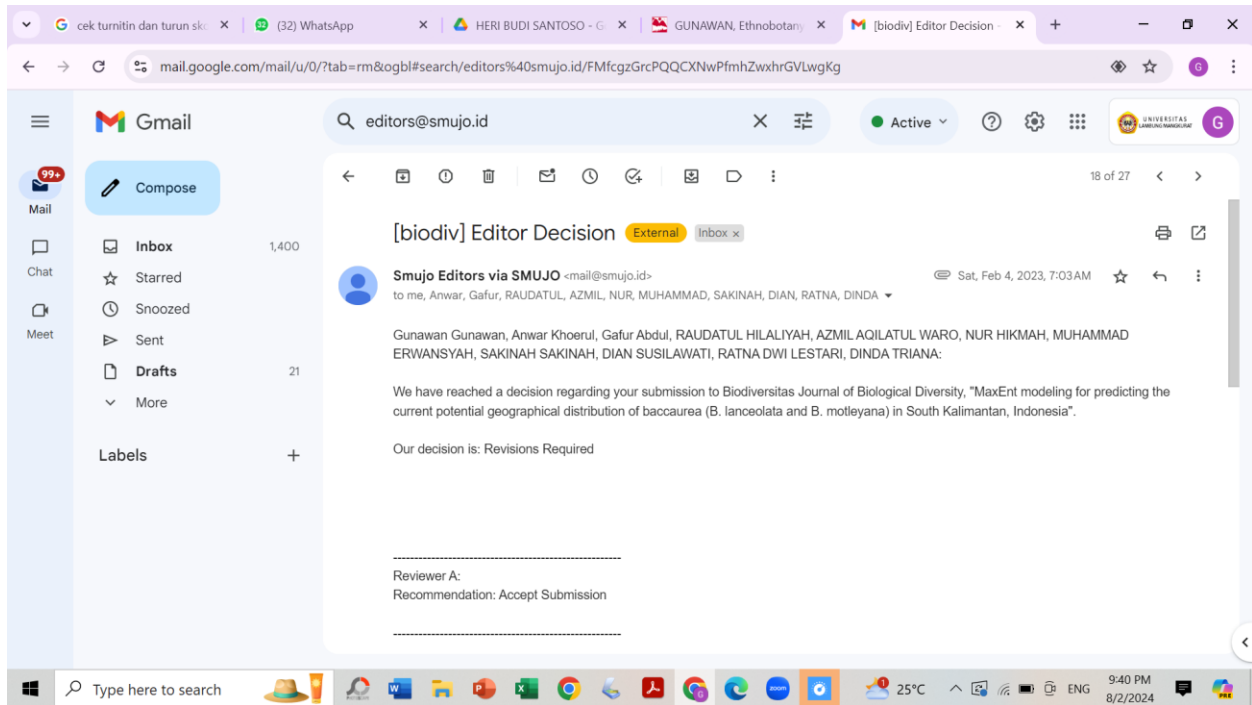 cek turnitin dan turun sko
(32) WhatsApp
HERI BUDI SANTOSO - G
GUNAWAN, Ethnobotany
[biodiv] Editor Decision -
mail.google.com/mail/u/0/?tab=rm&ogbl#search/editors%40smujo.id/FMfcgzGrcPQQCXNwPfmhZwxhrGVLwgKg
G
Gmail
editors@smujo.id
Active
UNIVERSITAS
LAMBUNG MANGKURAT
G
99+
Mail
Chat
Meet
Compose
Inbox 1,400
Starred
Snoozed
Sent
Drafts 21
More
Labels +
18 of 27
[biodiv] Editor Decision External Inbox x
Smujo Editors via SMUJO <mail@smujo.id> Sat, Feb 4, 2023, 7:03 AM
to me, Anwar, Gafur, RAUDATUL, AZMIL, NUR, MUHAMMAD, SAKINAH, DIAN, RATNA, DINDA
Gunawan Gunawan, Anwar Khoerul, Gafur Abdul, RAUDATUL HILALIYAH, AZMIL AQILATUL WARO, NUR HIKMAH, MUHAMMAD
ERWANSYAH, SAKINAH SAKINAH, DIAN SUSILAWATI, RATNA DWI LESTARI, DINDA TRIANA:
We have reached a decision regarding your submission to Biodiversitas Journal of Biological Diversity, "MaxEnt modeling for predicting the
current potential geographical distribution of baccaurea (B. lanceolata and B. motleyana) in South Kalimantan, Indonesia".
Our decision is: Revisions Required
------------------------------------------------------
Reviewer A:
Recommendation: Accept Submission
------------------------------------------------------
Type here to search
zoom
25°C
ENG
9:40 PM
8/2/2024
PRE